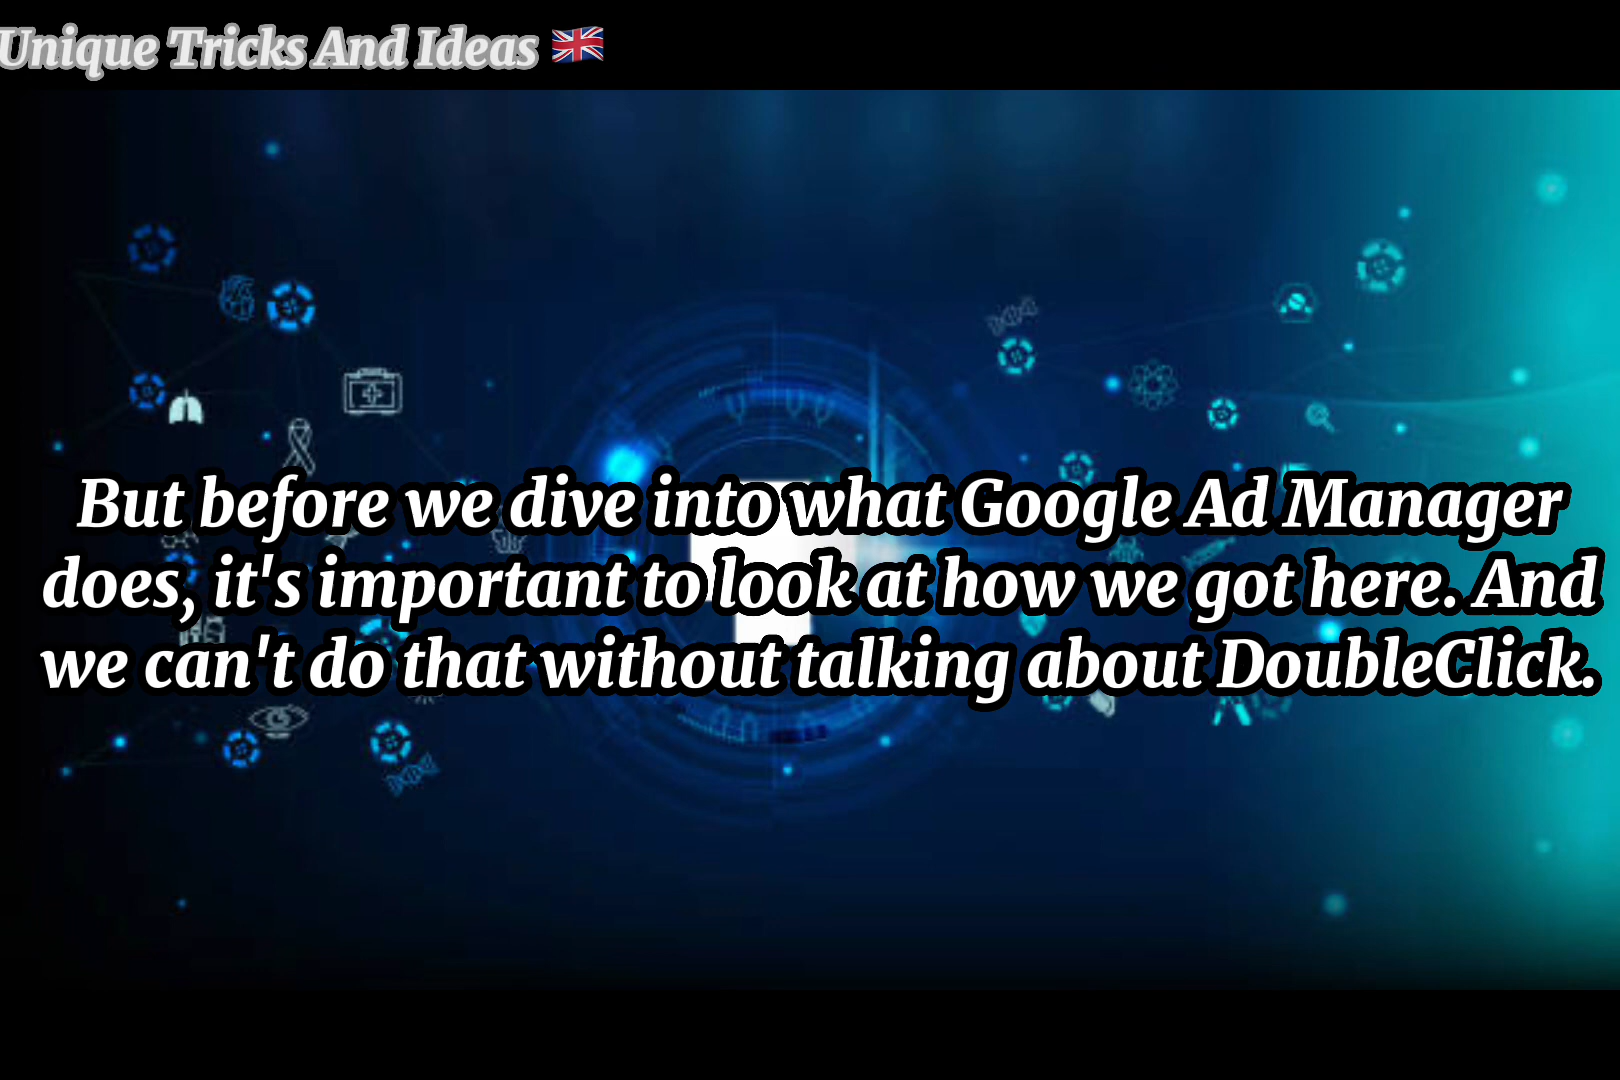 Unique Tricks And Ideas 🇬🇧
But before we dive into what Google Ad Manager
does, it's important to look at how we got here. And
we can't do that without talking about DoubleClick.